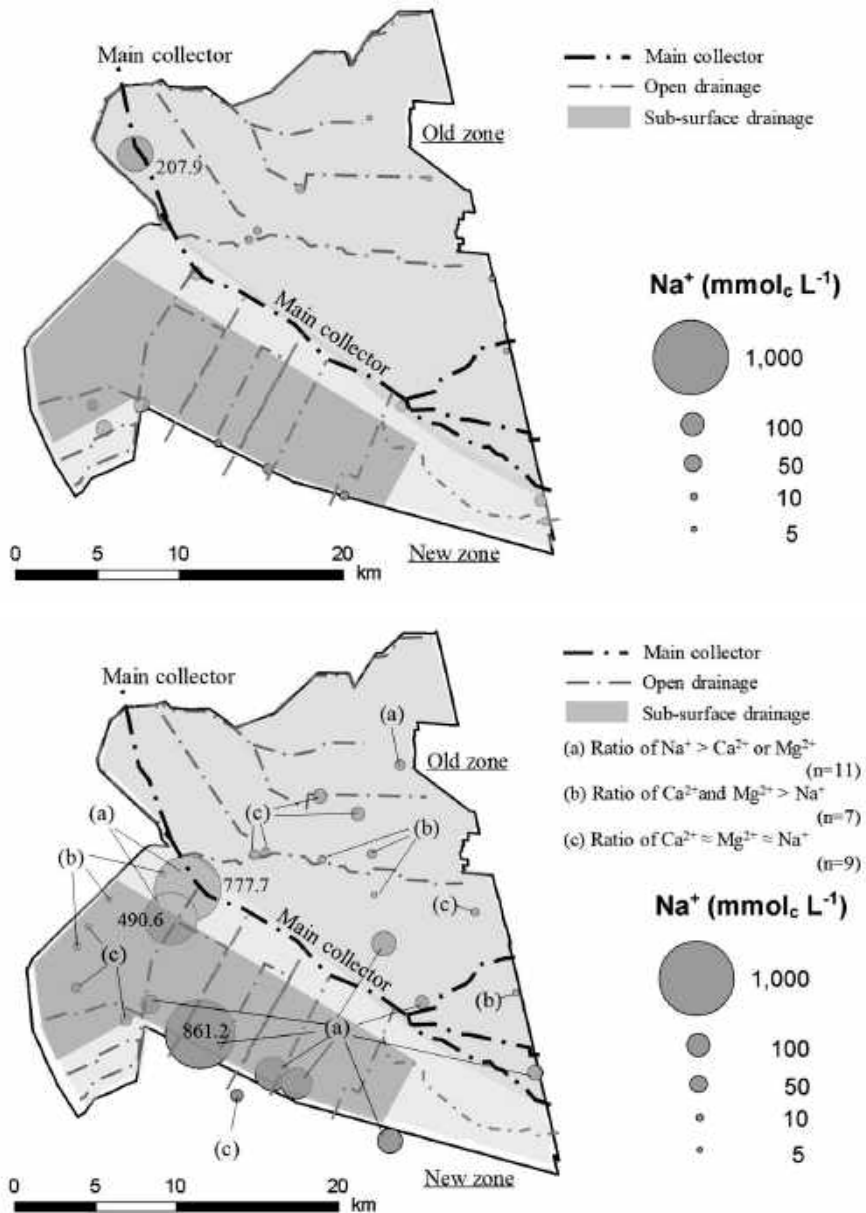 Main collector
Main collector
Open drainage
Sub-surface drainage
Old zone
207.9
Main collector
Na⁺ (mmol꜀ L⁻¹)
1,000
100
50
10
5
New zone
0 5 10 20
km
Main collector
Main collector
Open drainage
Sub-surface drainage
(a)
Old zone
(a) Ratio of Na⁺ > Ca²⁺ or Mg²⁺
(n=11)
(b) Ratio of Ca²⁺and Mg²⁺ > Na⁺
(n=7)
(c) Ratio of Ca²⁺ ≈ Mg²⁺ ≈ Na⁺
(n=9)
(a)
(c)
(b)
(b)
777.7
(c)
490.6
Main collector
(c)
(b)
861.2
(a)
(c)
Na⁺ (mmol꜀ L⁻¹)
1,000
100
50
10
5
New zone
0 5 10 20
km